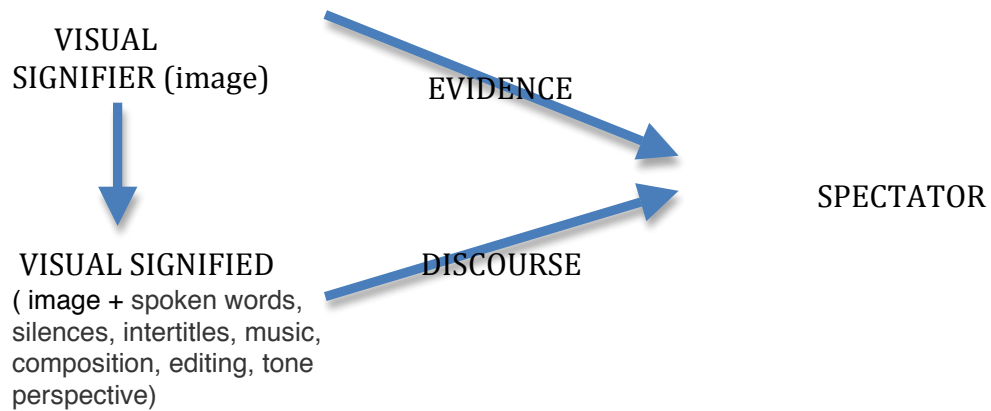 VISUAL
SIGNIFIER (image)
EVIDENCE
SPECTATOR
VISUAL SIGNIFIED
( image + spoken words,
silences, intertitles, music,
composition, editing, tone
perspective)
DISCOURSE